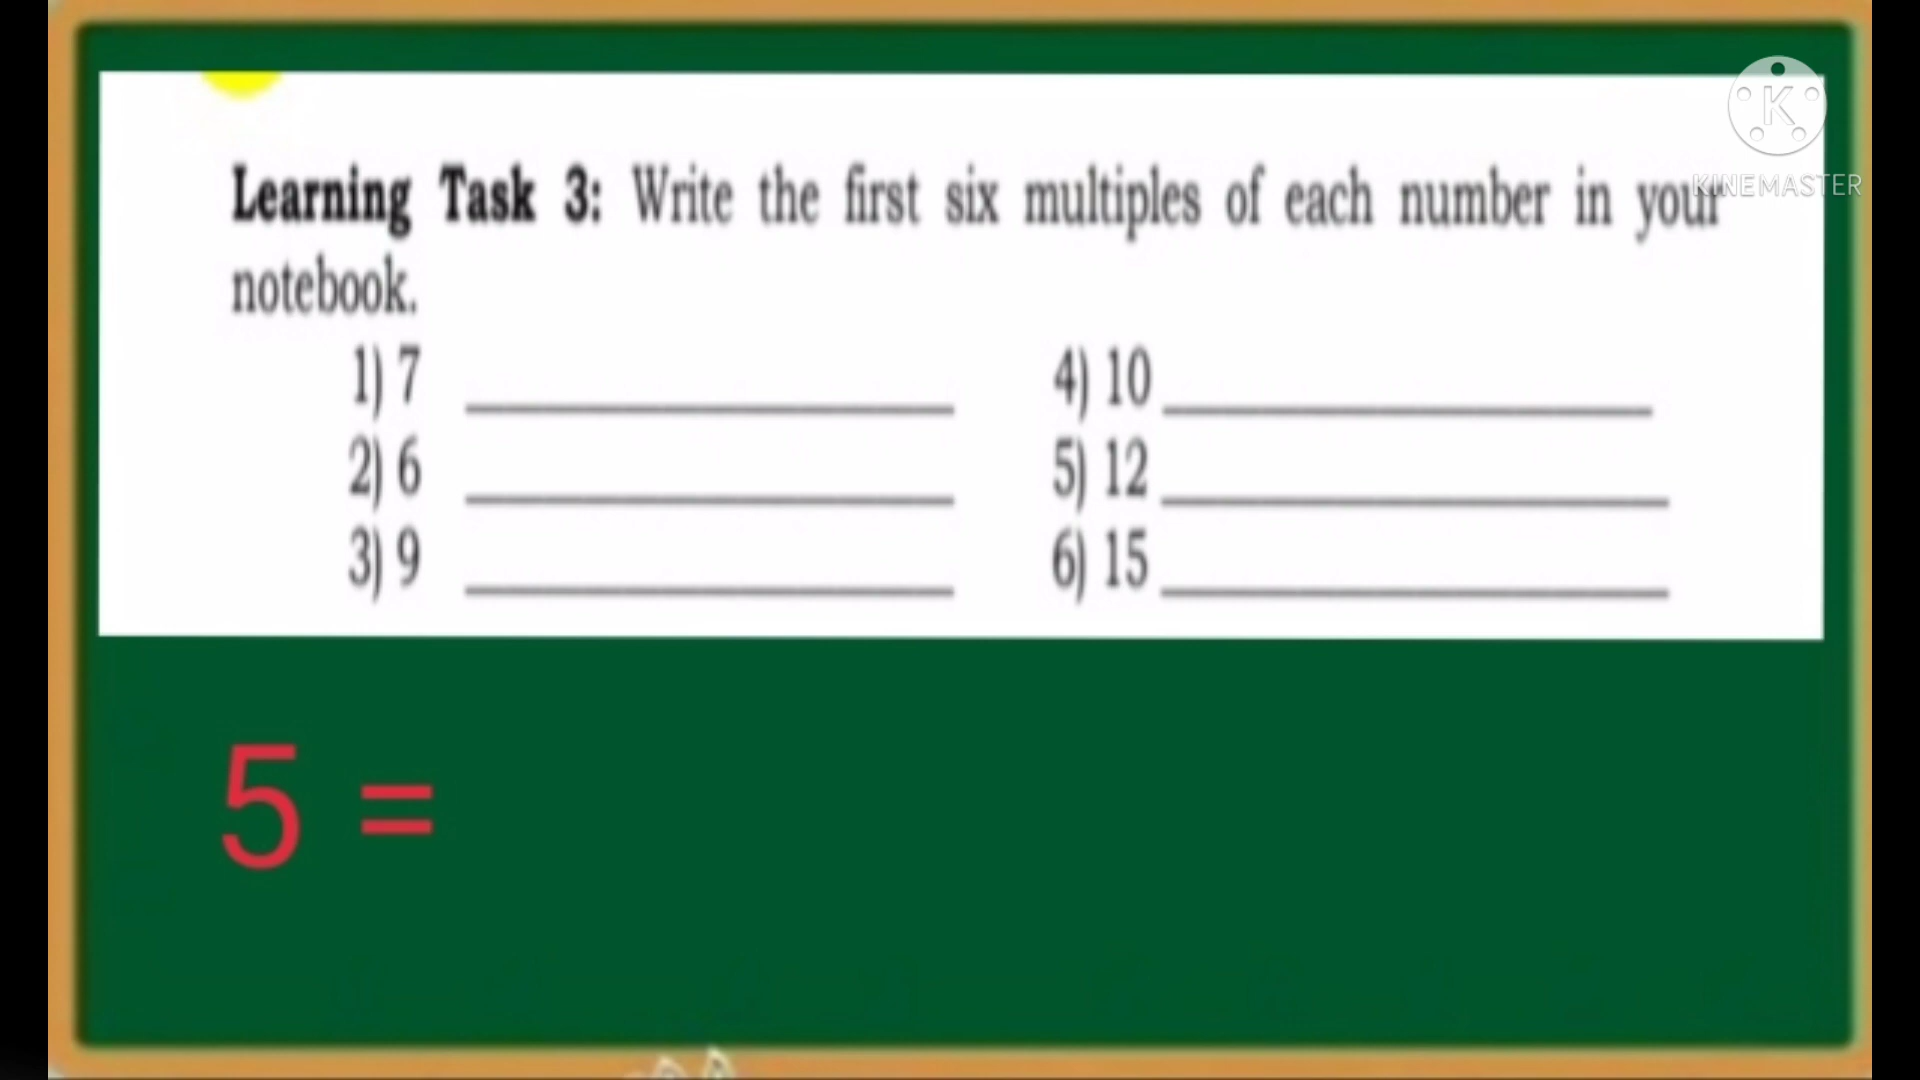 Learning Task 3: Write the first six multiples of each number in your
notebook.
1) 7 ____________ 4) 10 ____________
2) 6 ____________ 5) 12 ____________
3) 9 ____________ 6) 15 ____________
5 =
K
KINEMASTER